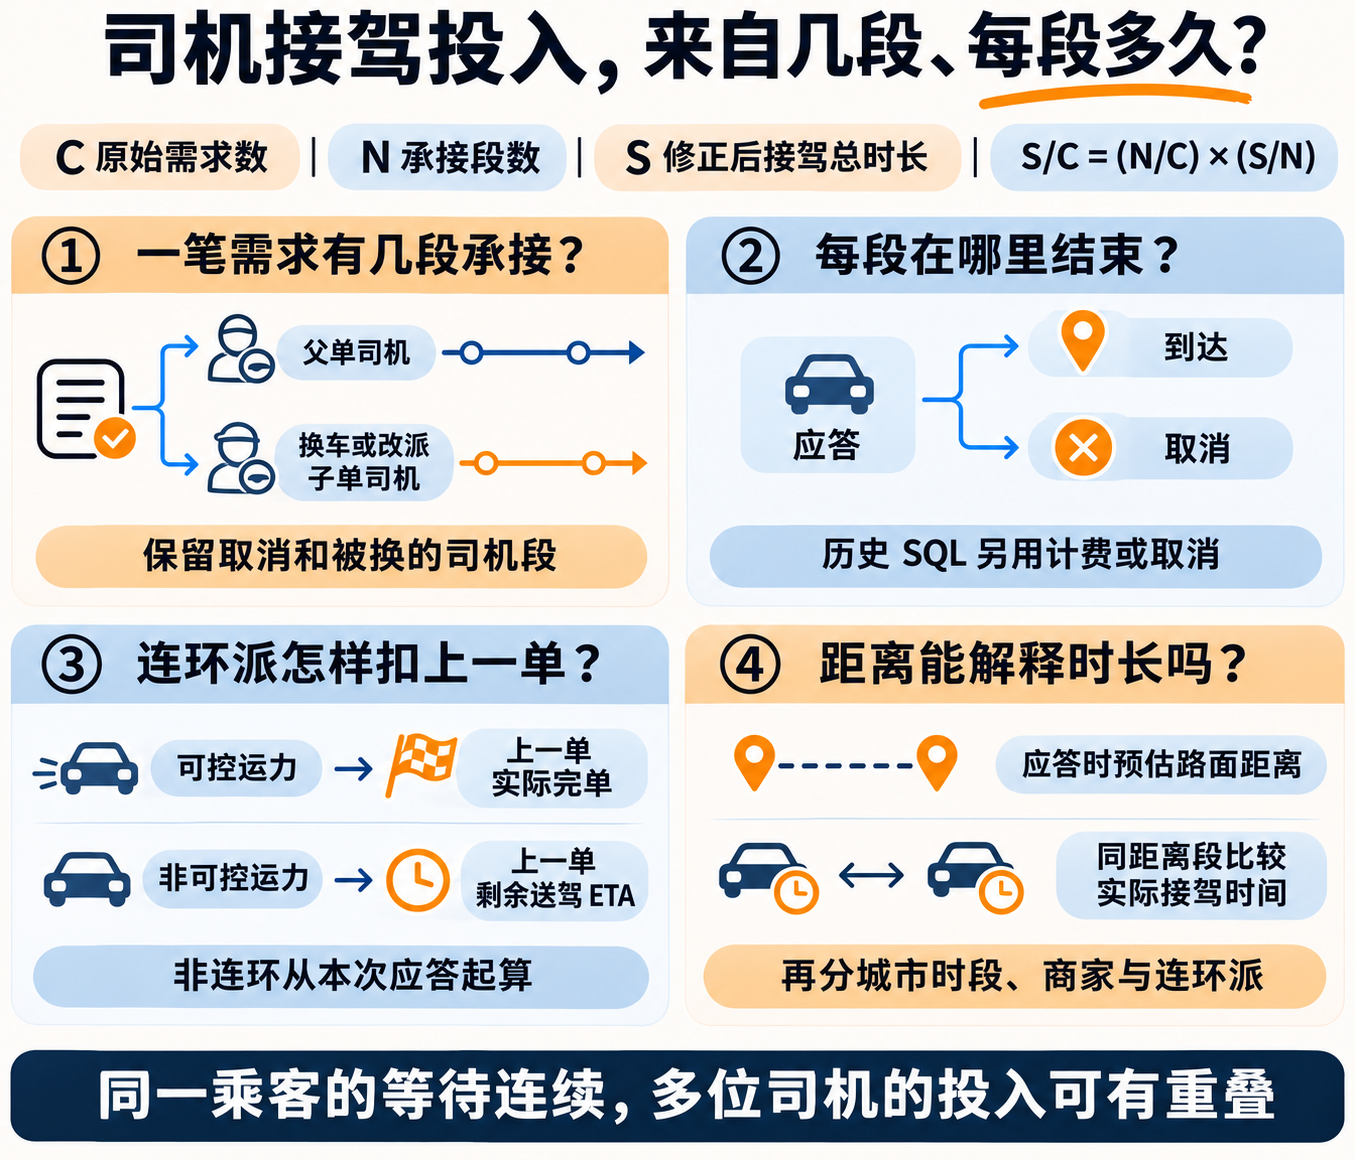 司机接驾投入，来自几段、每段多久？
C 原始需求数 | N 承接段数 | S 修正后接驾总时长 | S/C = (N/C) × (S/N)
① 一笔需求有几段承接？
父单司机
换车或改派
子单司机
保留取消和被换的司机段
② 每段在哪里结束？
应答
到达
取消
历史 SQL 另用计费或取消
③ 连环派怎样扣上一单？
可控运力
上一单
实际完单
非可控运力
上一单
剩余送驾 ETA
非连环从本次应答起算
④ 距离能解释时长吗？
应答时预估路面距离
同距离段比较
实际接驾时间
再分城市时段、商家与连环派
同一乘客的等待连续，多位司机的投入可有重叠